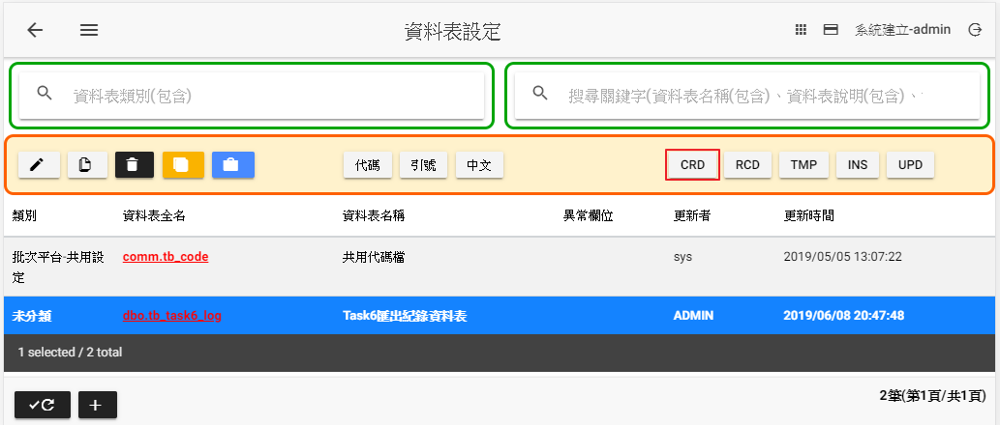 資料表設定
系統建立-admin
資料表類別(包含)
搜尋關鍵字(資料表名稱(包含)、資料表說明(包含)、
代碼 引號 中文 CRD RCD TMP INS UPD
類別 資料表全名 資料表名稱 異常欄位 更新者 更新時間
批次平台-共用設定 comm.tb_code 共用代碼檔 sys 2019/05/05 13:07:22
未分類 dbo.tb_task6_log Task6匯出紀錄資料表 ADMIN 2019/06/08 20:47:48
1 selected / 2 total
2筆(第1頁/共1頁)